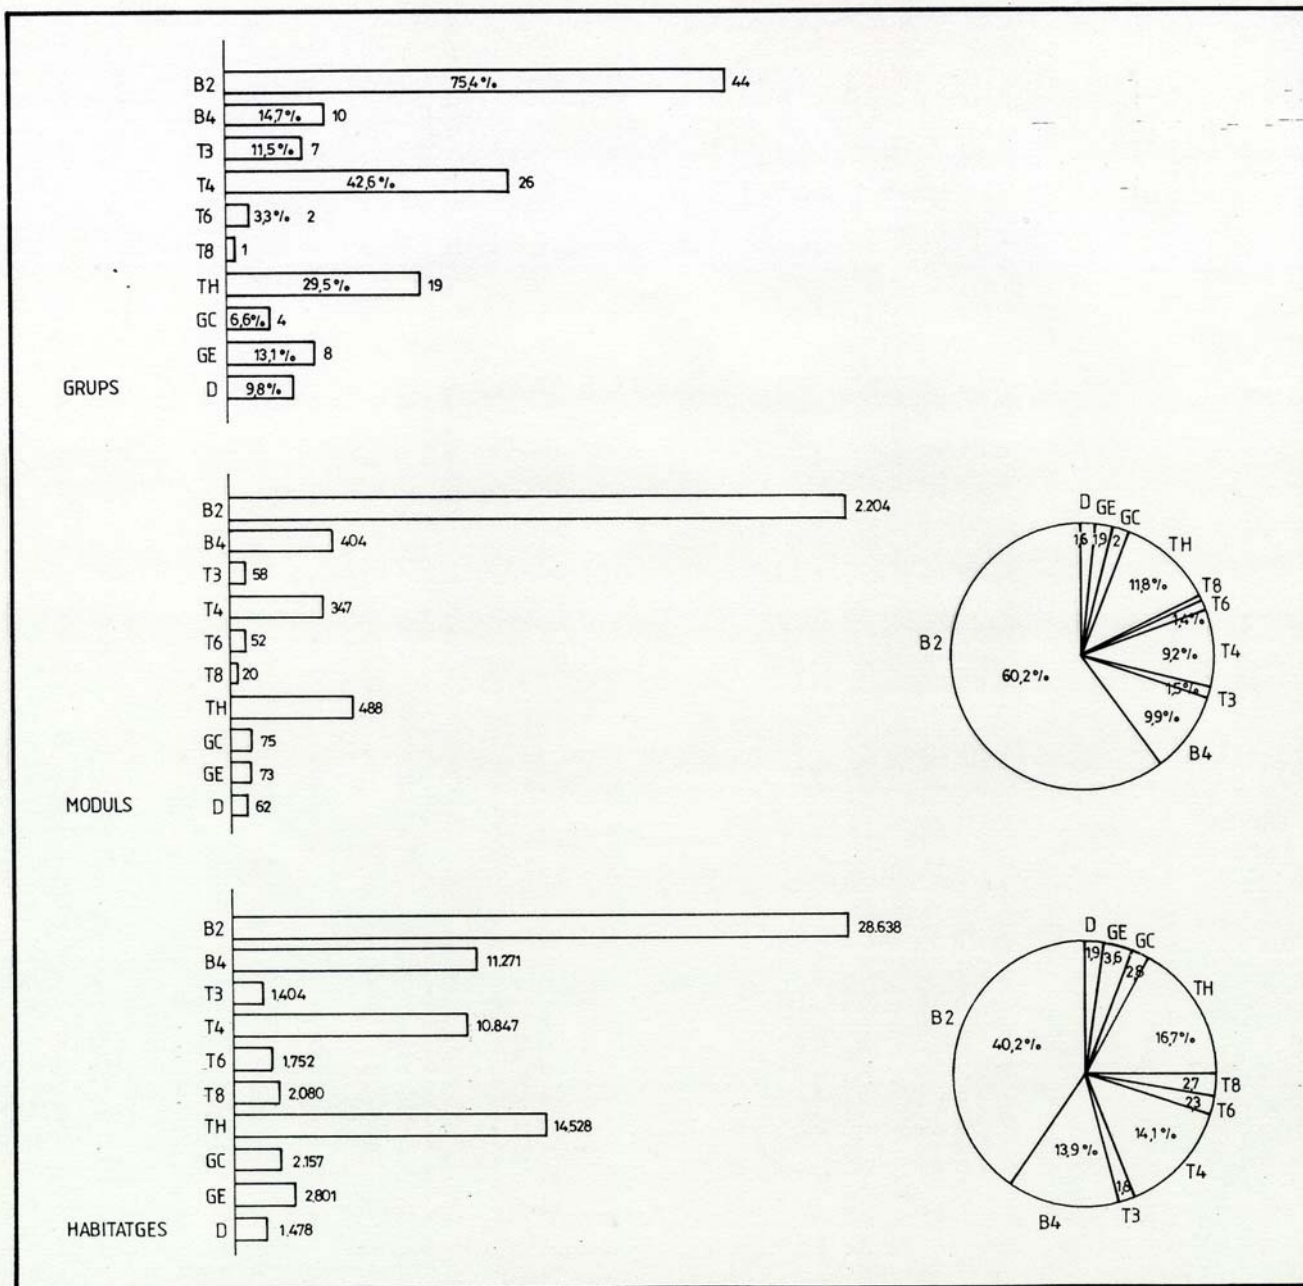 B2 75,4% 44
B4 14,7% 10
T3 11,5% 7
T4 42,6% 26
T6 3,3% 2
T8 1
TH 29,5% 19
GC 6,6% 4
GE 13,1% 8
GRUPS D 9,8%
B2 2.204
B4 404
T3 58
T4 347
T6 52
T8 20
TH 488
GC 75
GE 73
MODULS D 62
D GE GC
1,6 1,9 2 TH
11,8% T8
T6
1,4%
B2 9,2% T4
60,2%
1,5% T3
9,9%
B4
B2 28.638
B4 11.271
T3 1.404
T4 10.847
T6 1.752
T8 2.080
TH 14.528
GC 2.157
GE 2.801
HABITATGES D 1.478
D GE GC
1,9 3,6 2,8
TH
B2
40,2% 16,7%
2,7 T8
2,3 T6
14,1%
13,9% T4
1,8
B4 T3